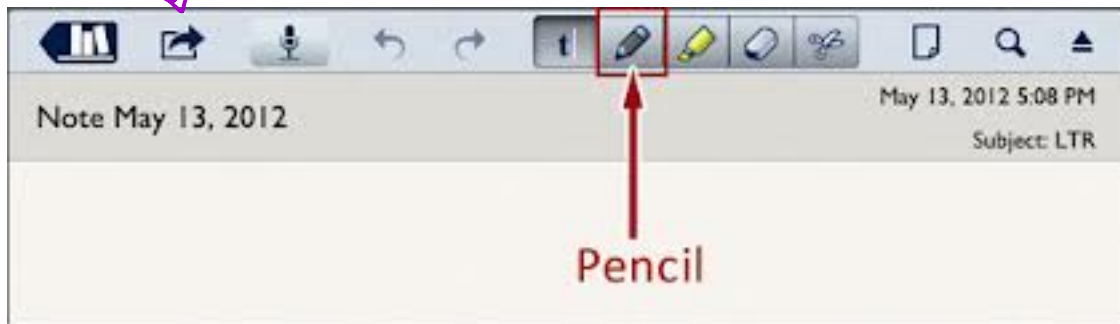 t
Note May 13, 2012
May 13, 2012 5:08 PM
Subject: LTR
Pencil